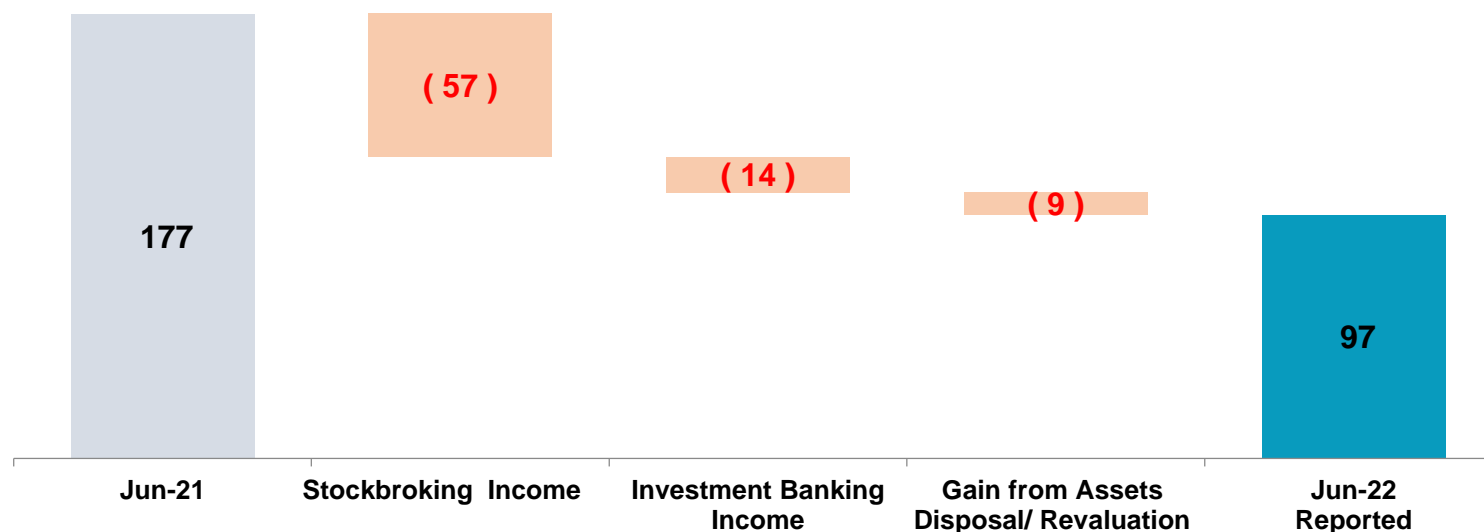 ( 57 )
( 14 )
( 9 )
177
97
Jun-21
Stockbroking  Income
Investment Banking
Income
Gain from Assets
Disposal/ Revaluation
Jun-22
Reported